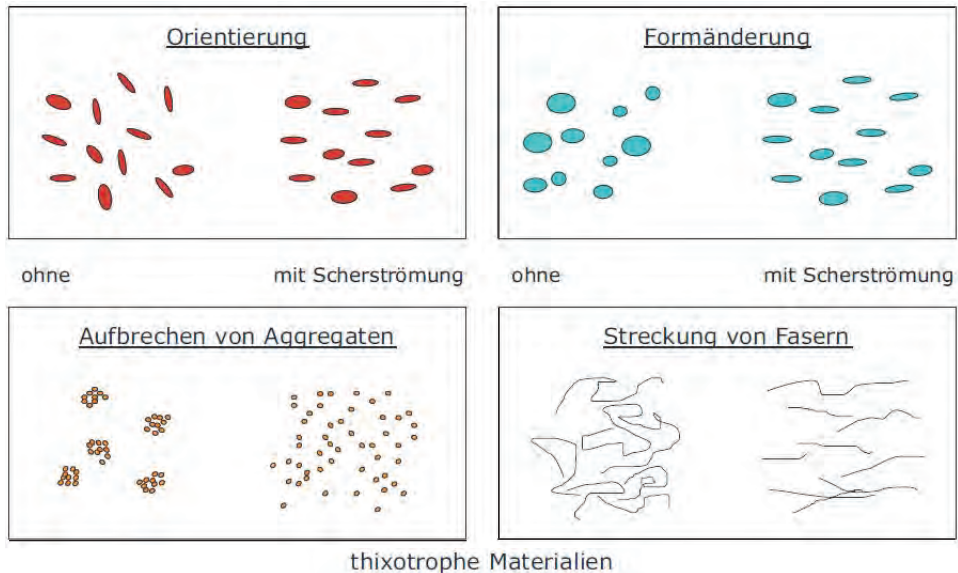 Orientierung
Formänderung
ohne
mit Scherströmung
ohne
mit Scherströmung
Aufbrechen von Aggregaten
Streckung von Fasern
thixotrophe Materialien